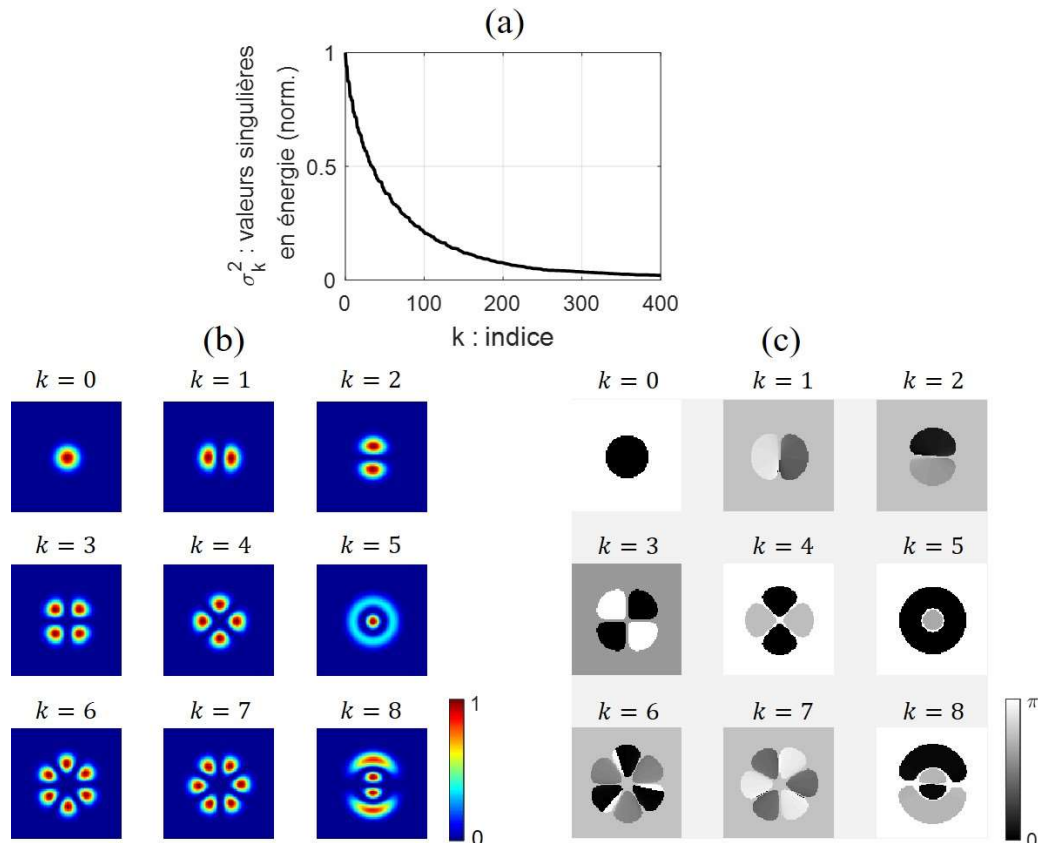 (a)
σ_k^2 : valeurs singulières
en énergie (norm.)
1
0.5
0
0 100 200 300 400
k : indice
(b)
k = 0 k = 1 k = 2
k = 3 k = 4 k = 5
k = 6 k = 7 k = 8
1
0
(c)
k = 0 k = 1 k = 2
k = 3 k = 4 k = 5
k = 6 k = 7 k = 8
π
0